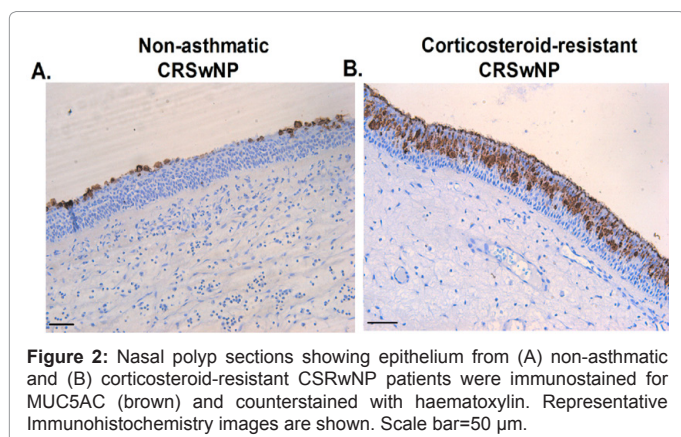 Non-asthmatic
CRSwNP
Corticosteroid-resistant
CRSwNP
A.
B.
Figure 2: Nasal polyp sections showing epithelium from (A) non-asthmatic
and (B) corticosteroid-resistant CSRwNP patients were immunostained for
MUC5AC (brown) and counterstained with haematoxylin. Representative
Immunohistochemistry images are shown. Scale bar=50 µm.